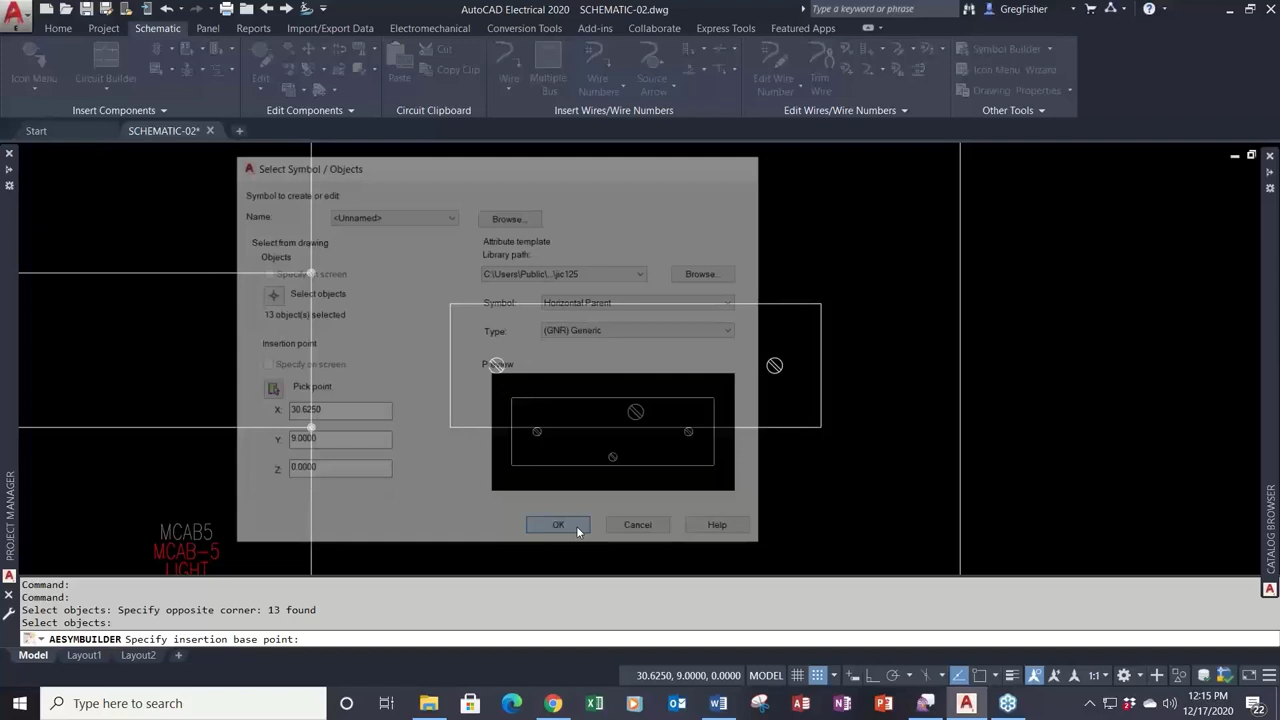 AutoCAD Electrical 2020 SCHEMATIC-02.dwg
Type a keyword or phrase
GregFisher
Home Project Schematic Panel Reports Import/Export Data Electromechanical Conversion Tools Add-ins Collaborate Express Tools Featured Apps
Icon Menu
Circuit Builder
Edit
Paste
Cut
Copy Clip
Wire
Multiple
Bus
Wire
Numbers
Source
Arrow
Edit Wire
Number
Trim
Wire
Symbol Builder
Icon Menu Wizard
Drawing Properties
Insert Components
Edit Components
Circuit Clipboard
Insert Wires/Wire Numbers
Edit Wires/Wire Numbers
Other Tools
Start
SCHEMATIC-02*
Select Symbol / Objects
Symbol to create or edit:
Name:
<Unnamed>
Browse...
Select from drawing
Objects
Specify on screen
Select objects
13 object(s) selected
Insertion point
Specify on screen
Pick point
X: 30.6250
Y: 9.0000
Z: 0.0000
Attribute template
Library path:
C:\Users\Public\...\jic125
Browse...
Symbol: Horizontal Parent
Type: (GNR) Generic
Preview
OK
Cancel
Help
MCAB5
MCAB-5
LIGHT
PROJECT MANAGER
CATALOG BROWSER
Command:
Command:
Select objects: Specify opposite corner: 13 found
Select objects:
AESYMBUILDER Specify insertion base point:
Model Layout1 Layout2
30.6250, 9.0000, 0.0000 MODEL
1:1
Type here to search
12:15 PM
12/17/2020
22